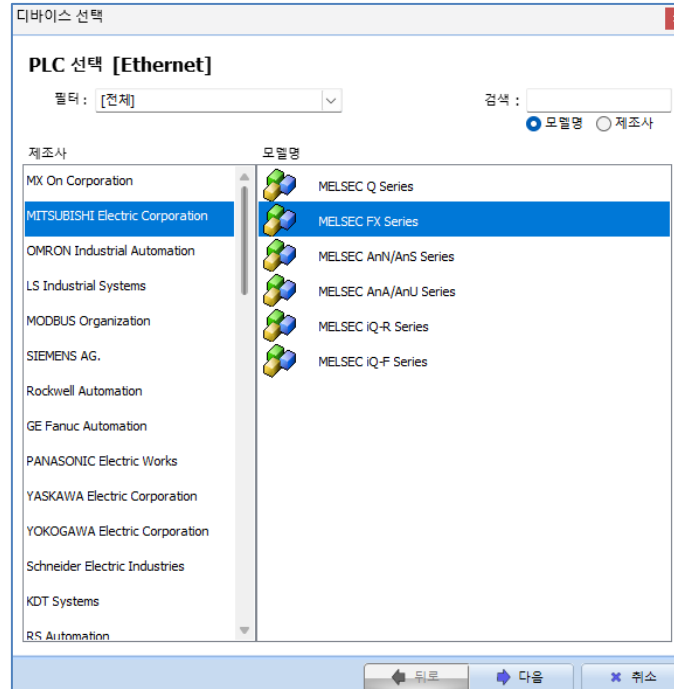 디바이스 선택
PLC 선택 [Ethernet]
필터 : [전체]
검색 :
모델명 제조사
제조사
모델명
MX On Corporation
MITSUBISHI Electric Corporation
OMRON Industrial Automation
LS Industrial Systems
MODBUS Organization
SIEMENS AG.
Rockwell Automation
GE Fanuc Automation
PANASONIC Electric Works
YASKAWA Electric Corporation
YOKOGAWA Electric Corporation
Schneider Electric Industries
KDT Systems
RS Automation
MELSEC Q Series
MELSEC FX Series
MELSEC AnN/AnS Series
MELSEC AnA/AnU Series
MELSEC iQ-R Series
MELSEC iQ-F Series
뒤로 다음 취소